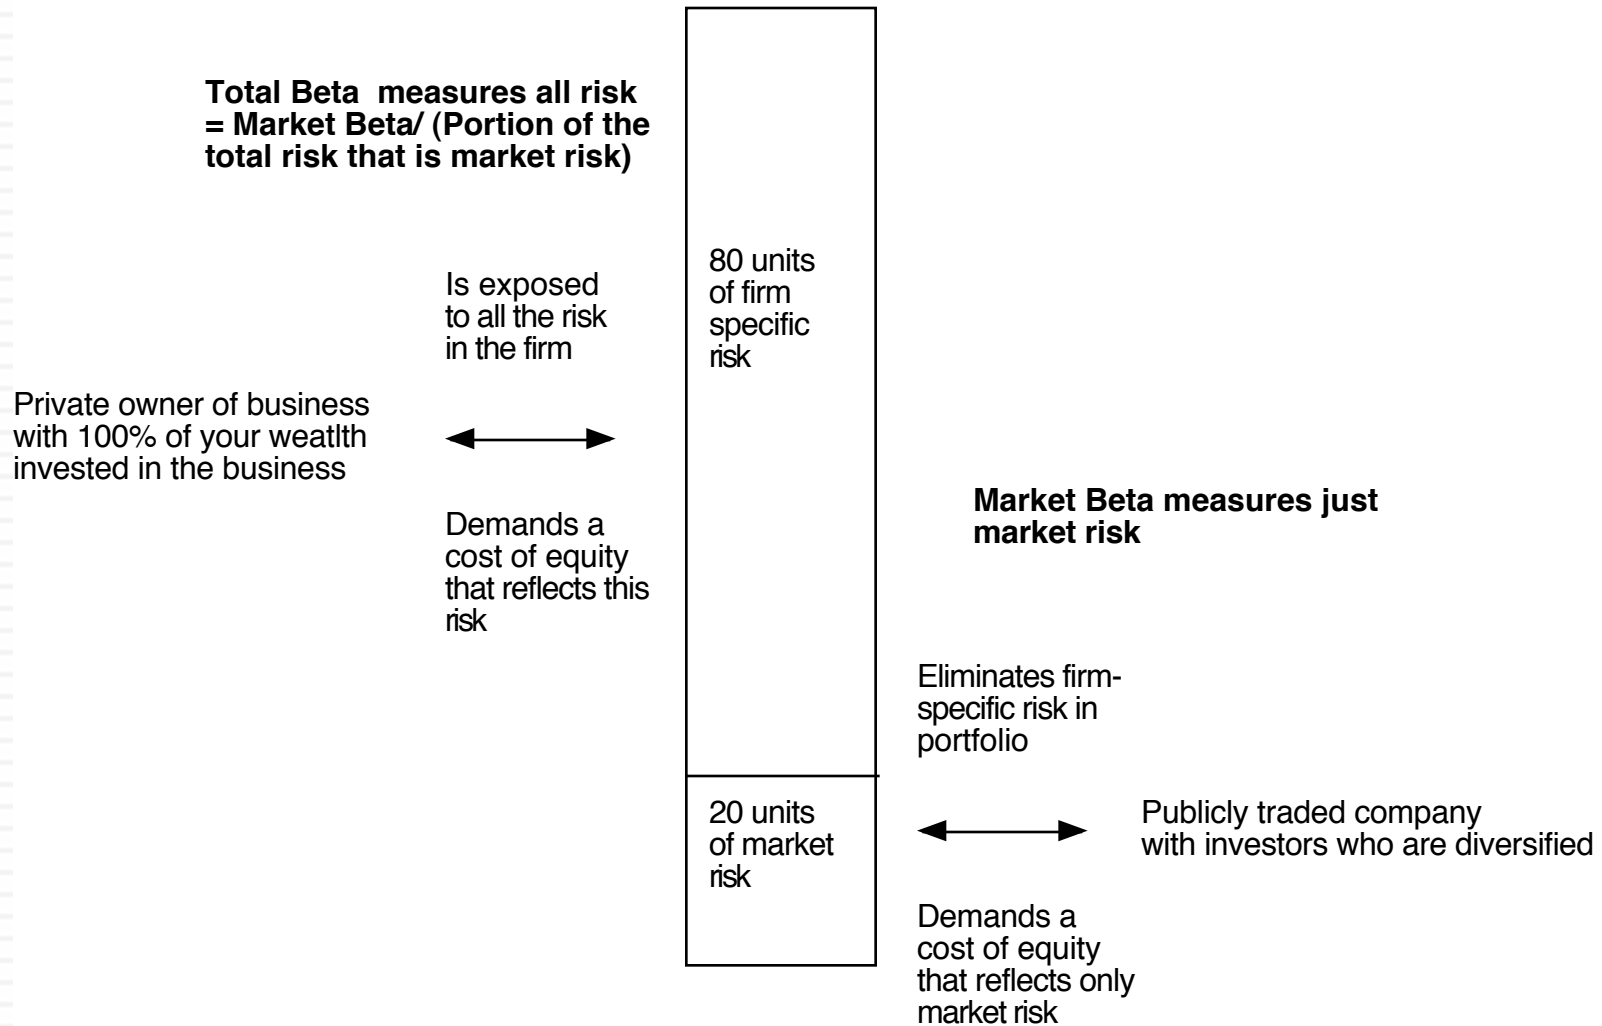 Total Beta  measures all risk
= Market Beta/ (Portion of the
total risk that is market risk)
80 units
of firm
specific
risk
Is exposed
to all the risk
in the firm
Private owner of business
with 100% of your weatlth
invested in the business
Demands a
cost of equity
that reflects this
risk
Market Beta measures just
market risk
Eliminates firm-
specific risk in
portfolio
20 units
of market
risk
Publicly traded company
with investors who are diversified
Demands a
cost of equity
that reflects only
market risk